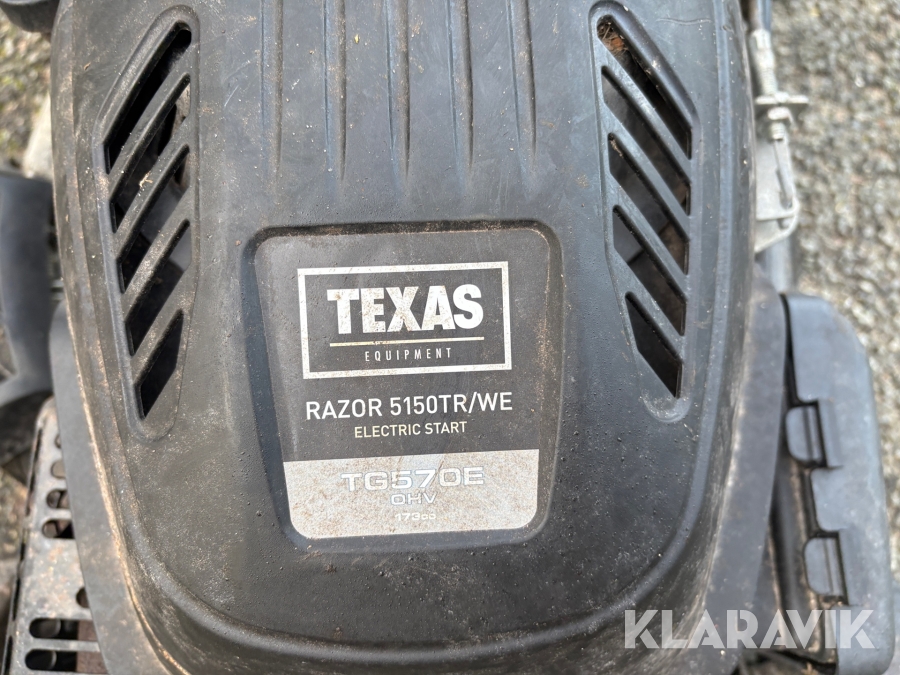 TEXAS
EQUIPMENT
RAZOR 5150TR/WE
ELECTRIC START
TG570E
OHV
173cc
KLARAVIK